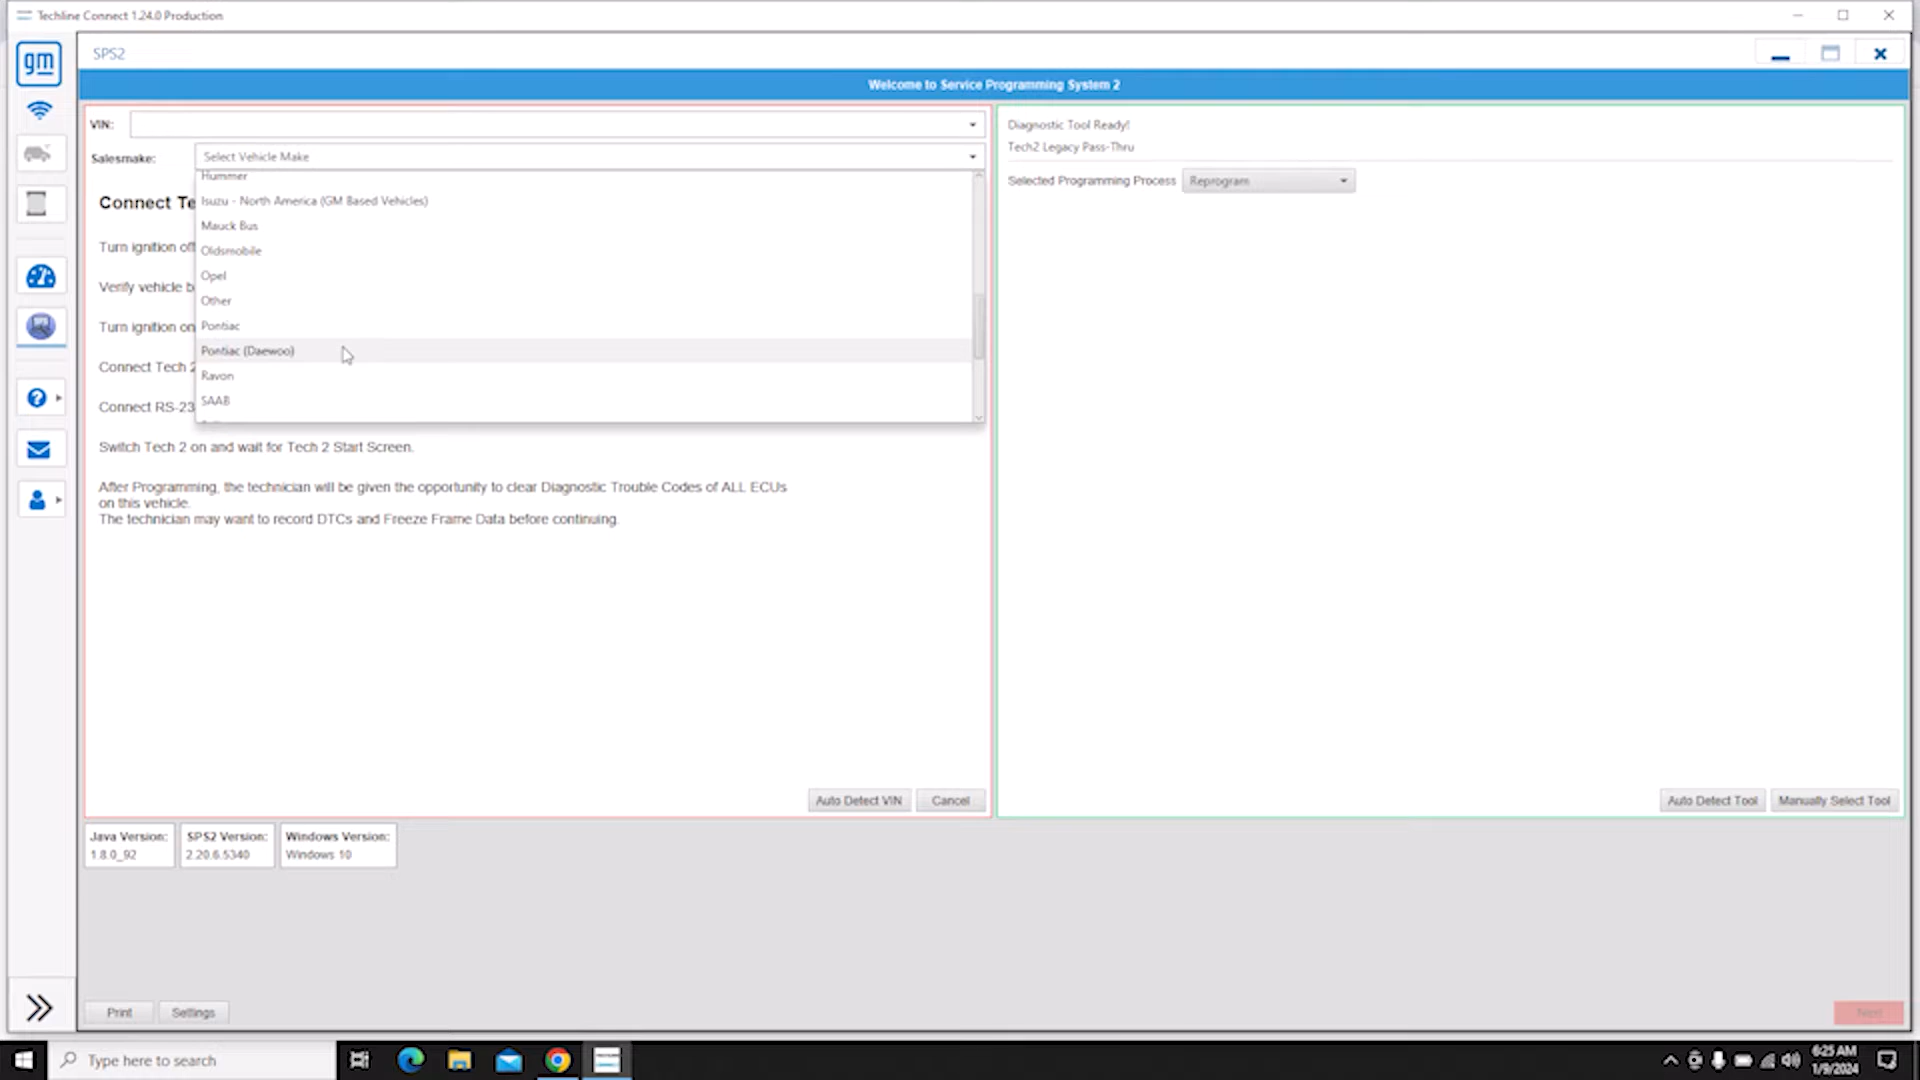 Techline Connect 1.24.0 Production
gm
SPS2
Welcome to Service Programming System 2
VIN:
Salesmake:
Select Vehicle Make
Hummer
Isuzu - North America (GM Based Vehicles)
Mauck Bus
Oldsmobile
Opel
Other
Pontiac
Pontiac (Daewoo)
Ravon
SAAB
Connect Te
Turn ignition off
Verify vehicle b
Turn ignition on
Connect Tech 2
Connect RS-23
Switch Tech 2 on and wait for Tech 2 Start Screen.
After Programming, the technician will be given the opportunity to clear Diagnostic Trouble Codes of ALL ECUs
on this vehicle.
The technician may want to record DTCs and Freeze Frame Data before continuing.
Auto Detect VIN
Cancel
Diagnostic Tool Ready!
Tech2 Legacy Pass-Thru
Selected Programming Process
Reprogram
Auto Detect Tool
Manually Select Tool
Java Version:
1.8.0_92
SPS2 Version:
2.20.6.5340
Windows Version:
Windows 10
Print
Settings
Next
Type here to search
6:25 AM
1/9/2024